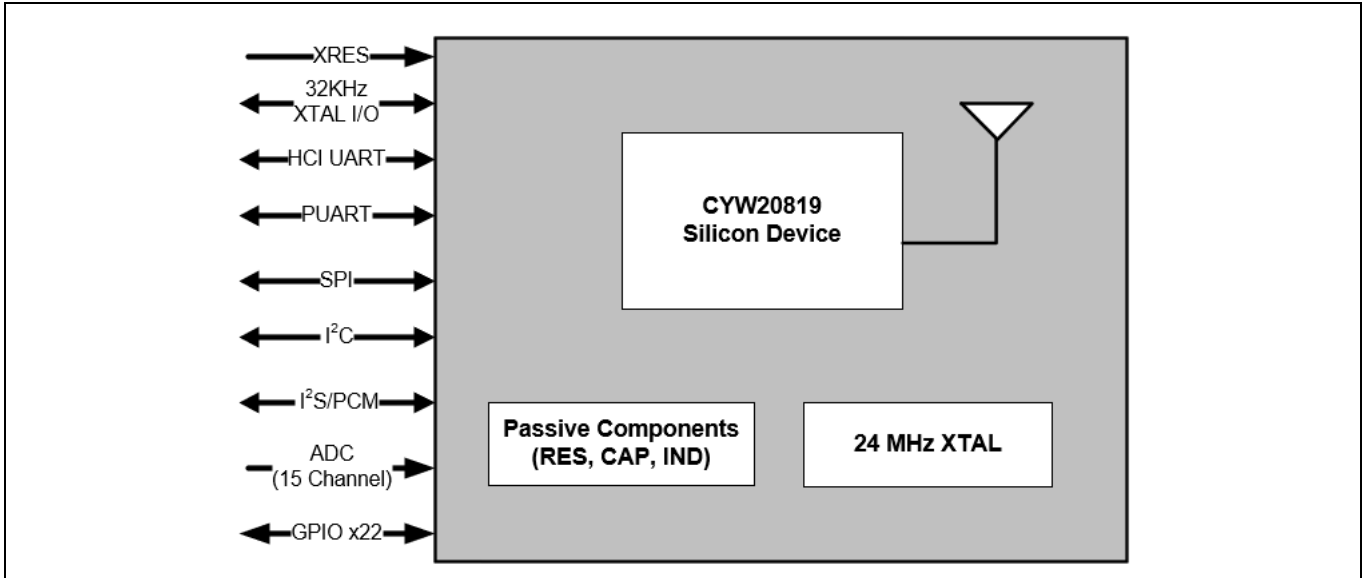 XRES
32KHz
XTAL I/O
HCI UART
PUART
SPI
I²C
I²S/PCM
ADC
(15 Channel)
GPIO x22
CYW20819
Silicon Device
Passive Components
(RES, CAP, IND)
24 MHz XTAL